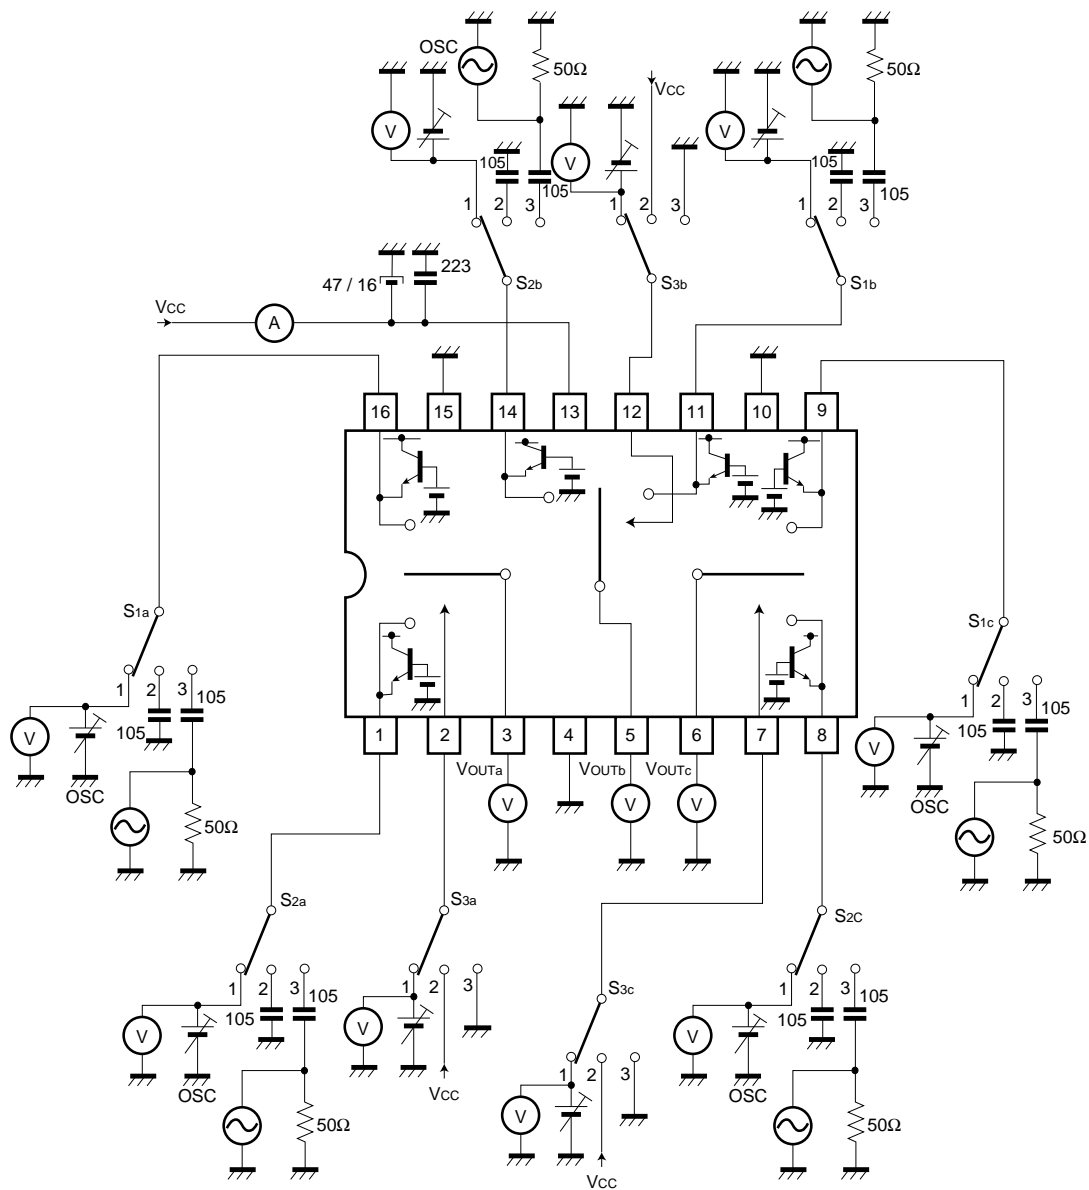 OSC
50Ω
50Ω
V
V
V
VCC
105
105
105
105
1
2
3
1
2
3
1
2
3
47 / 16
223
S2b
S3b
S1b
VCC
A
16
15
14
13
12
11
10
9
S1a
S1c
1
2
3
105
105
1
2
3
105
105
V
OSC
V
OSC
50Ω
50Ω
1
2
3
4
5
6
7
8
VOUTa
VOUTb
VOUTc
V
V
V
S2a
S3a
S2C
1
2
3
105
105
1
2
3
S3c
1
2
3
105
105
V
OSC
V
VCC
V
OSC
1
2
3
V
50Ω
VCC
50Ω